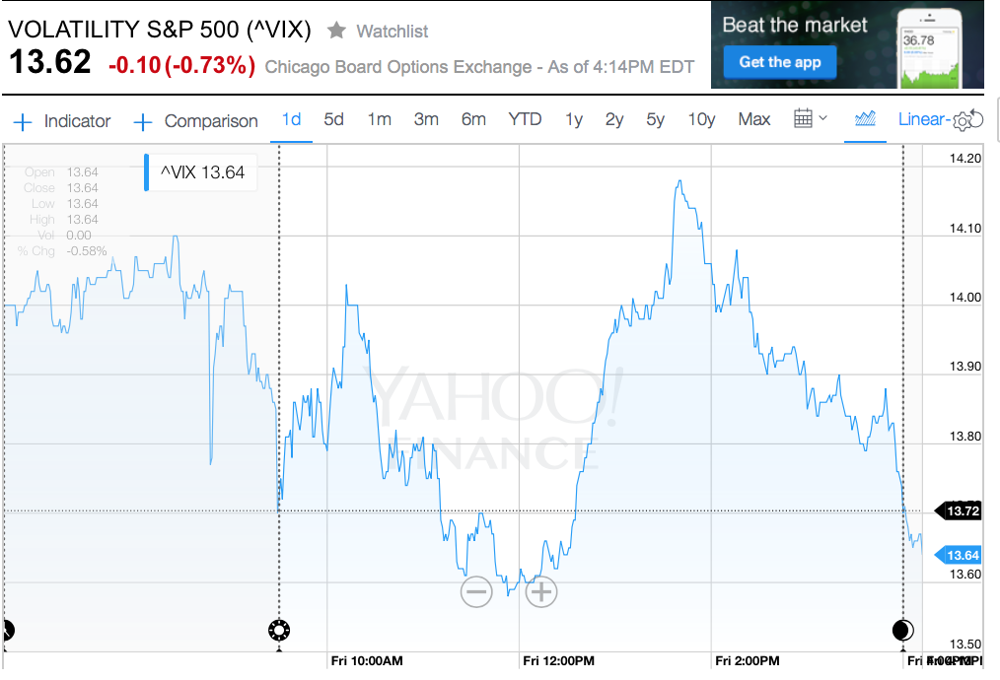 VOLATILITY S&P 500 (^VIX) Watchlist
13.62 -0.10 (-0.73%) Chicago Board Options Exchange - As of 4:14PM EDT
Beat the market
Get the app
36.78
Indicator Comparison 1d 5d 1m 3m 6m YTD 1y 2y 5y 10y Max Linear
Open 13.64
Close 13.64
Low 13.64
High 13.64
Vol 0.00
% Chg -0.58%
^VIX 13.64
14.20
14.10
14.00
13.90
13.80
13.72
13.64
13.60
13.50
YAHOO!
FINANCE
Fri 10:00AM Fri 12:00PM Fri 2:00PM Fri